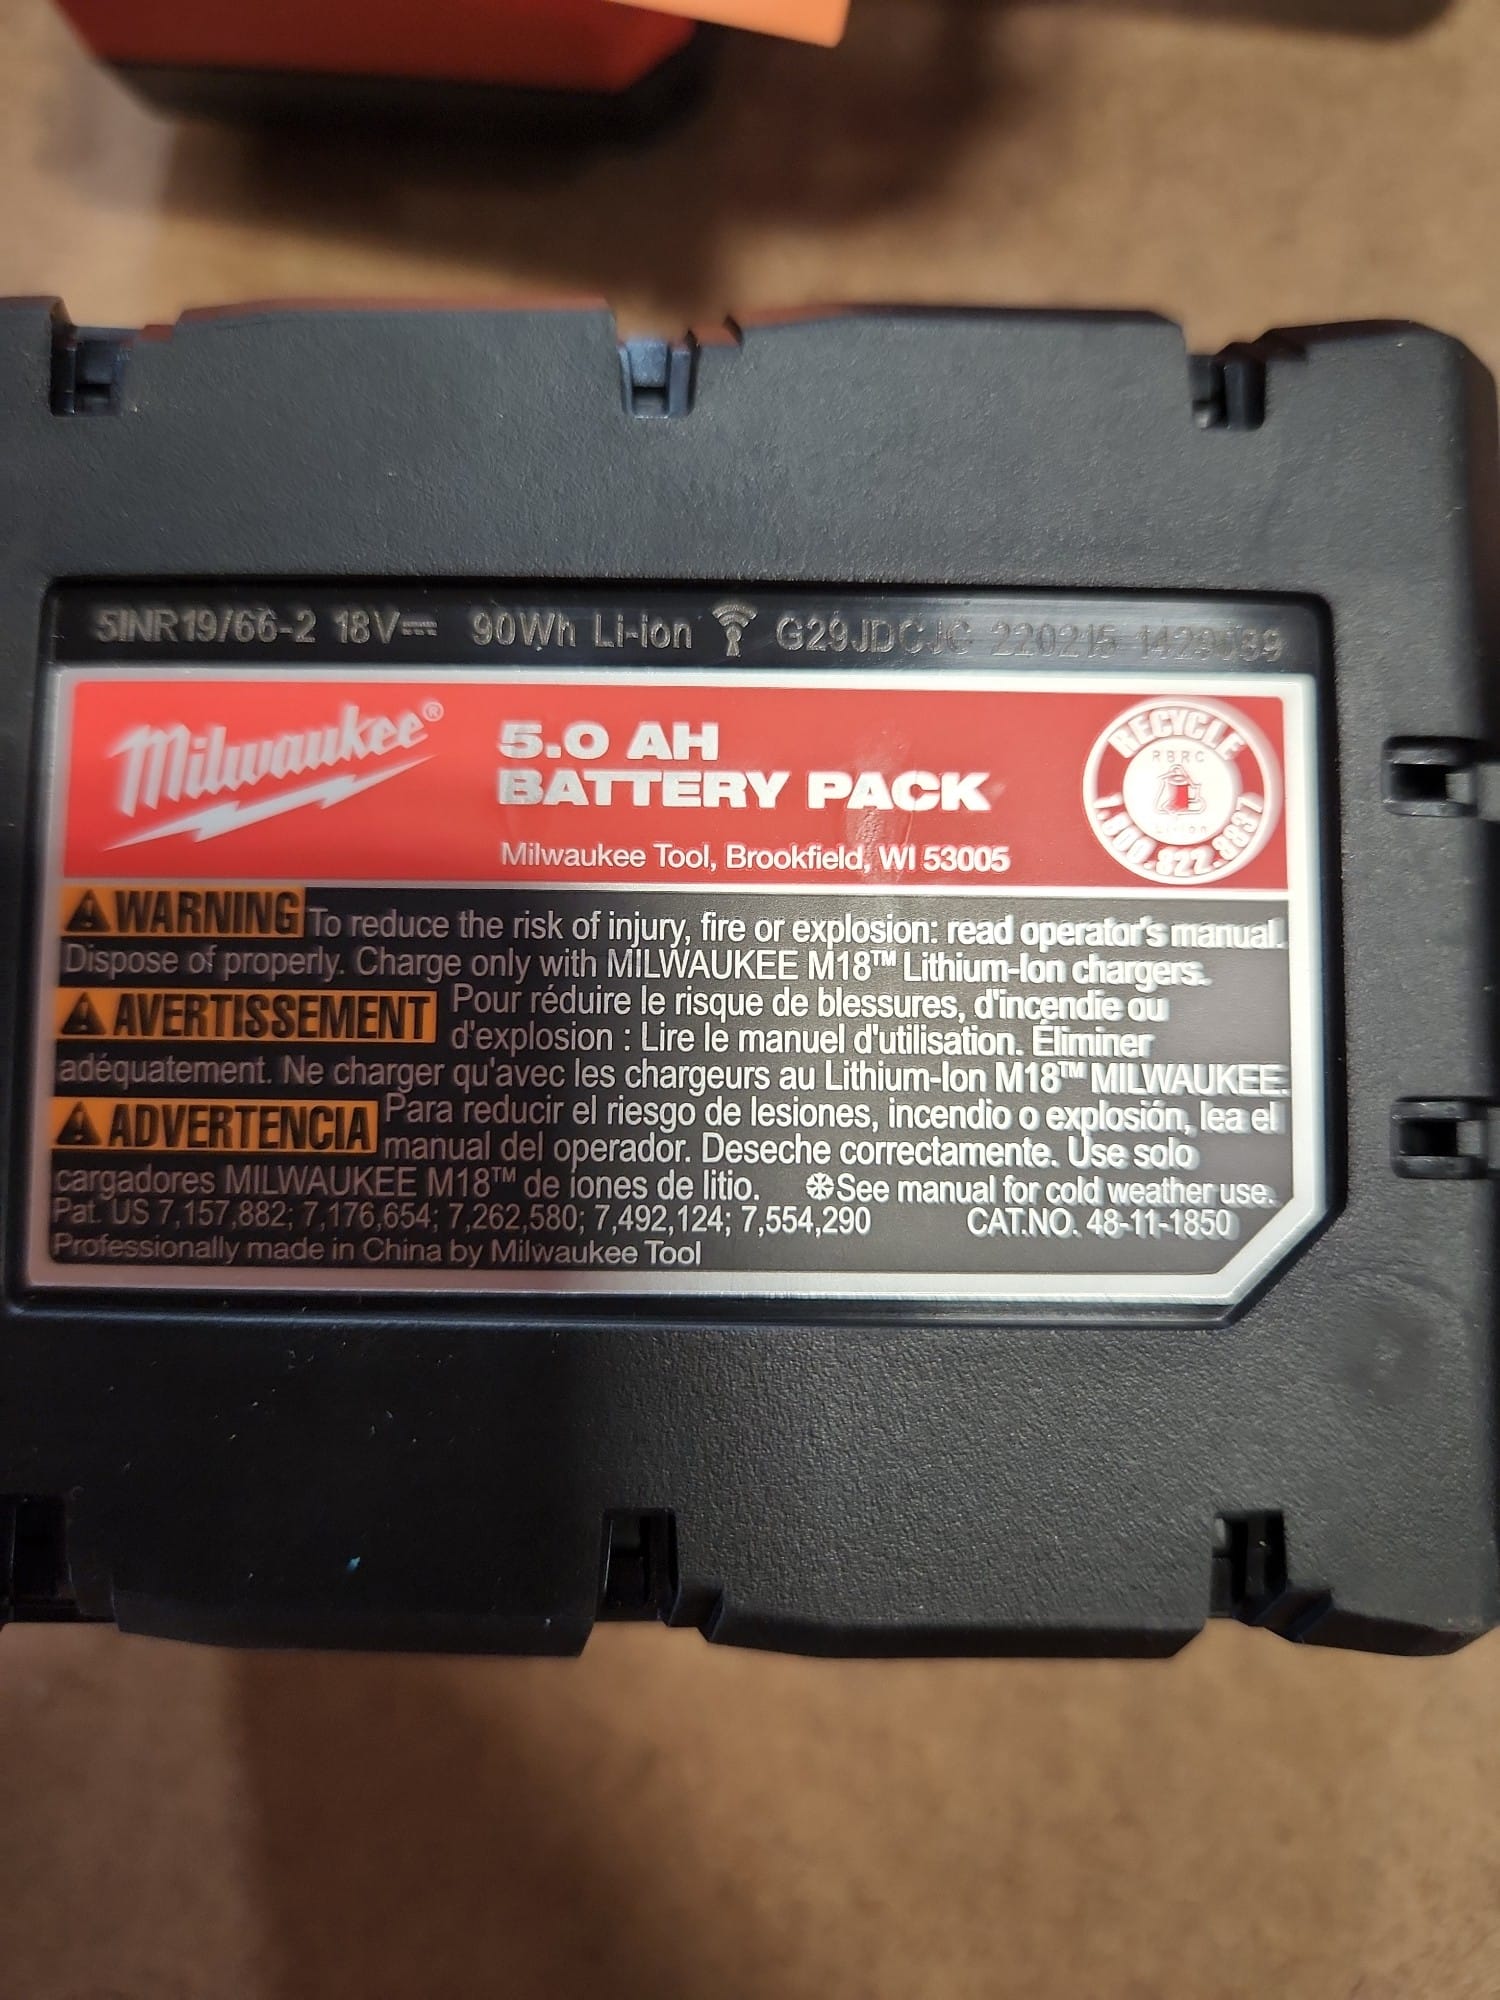 5INR19/66-2 18V⎓ 90Wh Li-ion G29JDCJC 220215
Milwaukee®
5.0 AH
BATTERY PACK
Milwaukee Tool, Brookfield, WI 53005
RECYCLE
RBRC
Li-ion
1.800.822.8837
WARNING To reduce the risk of injury, fire or explosion: read operator's manual.
Dispose of properly. Charge only with MILWAUKEE M18™ Lithium-Ion chargers.
AVERTISSEMENT Pour réduire le risque de blessures, d'incendie ou
d'explosion : Lire le manuel d'utilisation. Éliminer
adéquatement. Ne charger qu'avec les chargeurs au Lithium-Ion M18™ MILWAUKEE.
ADVERTENCIA Para reducir el riesgo de lesiones, incendio o explosión, lea el
manual del operador. Deseche correctamente. Use solo
cargadores MILWAUKEE M18™ de iones de litio. ❄See manual for cold weather use.
Pat. US 7,157,882; 7,176,654; 7,262,580; 7,492,124; 7,554,290 CAT.NO. 48-11-1850
Professionally made in China by Milwaukee Tool